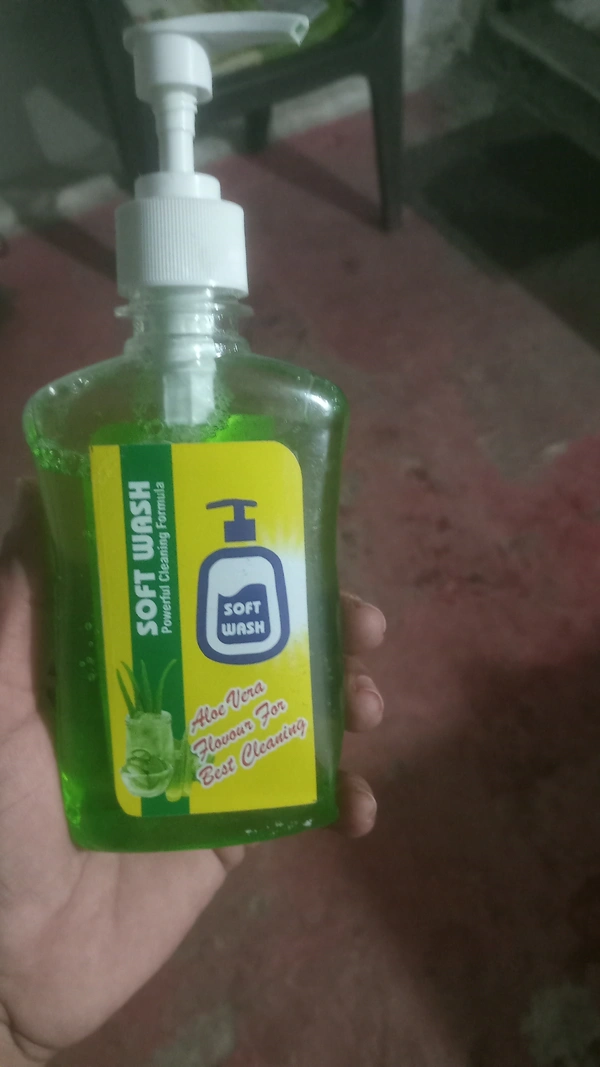 SOFT WASH
Powerful Cleaning Formula
SOFT
WASH
Aloe Vera
Flovour For
Best Cleaning